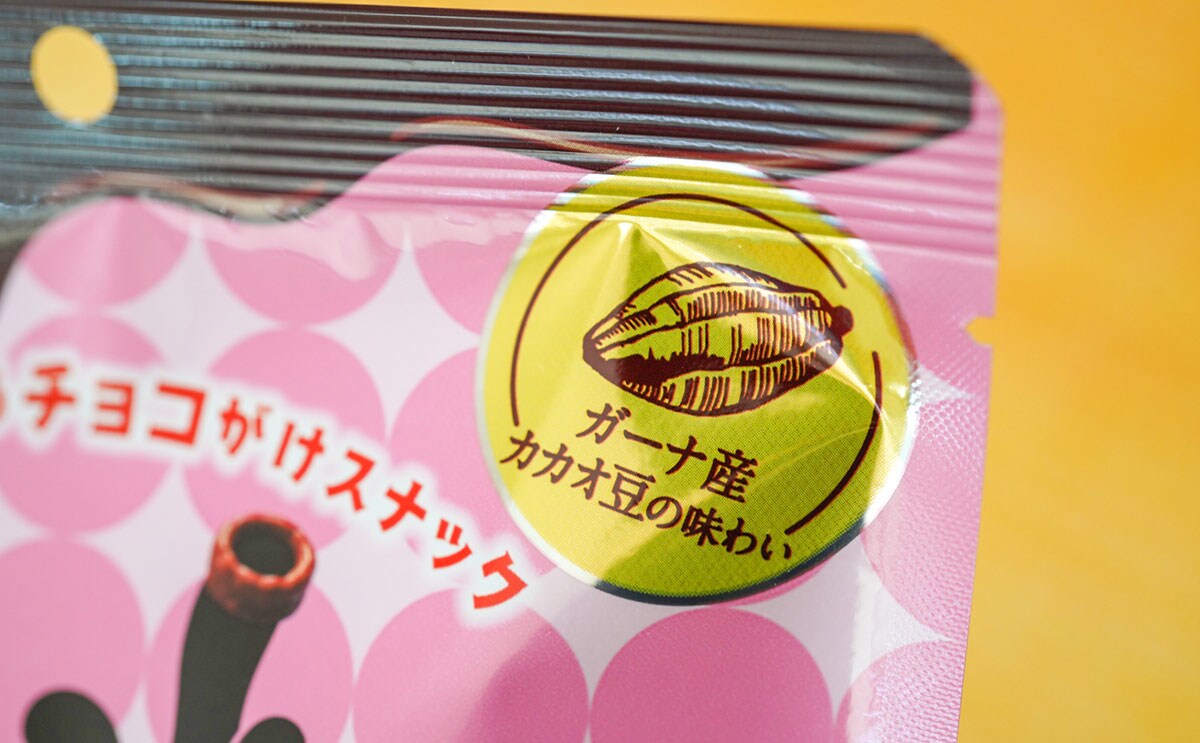 チョコがけスナック
ガーナ産
カカオ豆の味わい